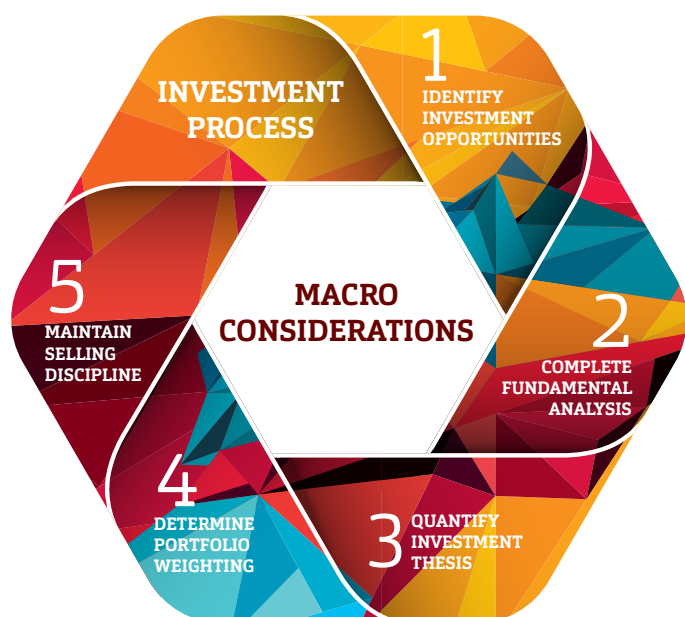 INVESTMENT
PROCESS
1
IDENTIFY
INVESTMENT
OPPORTUNITIES
2
COMPLETE
FUNDAMENTAL
ANALYSIS
3
QUANTIFY
INVESTMENT
THESIS
4
DETERMINE
PORTFOLIO
WEIGHTING
5
MAINTAIN
SELLING
DISCIPLINE
MACRO
CONSIDERATIONS